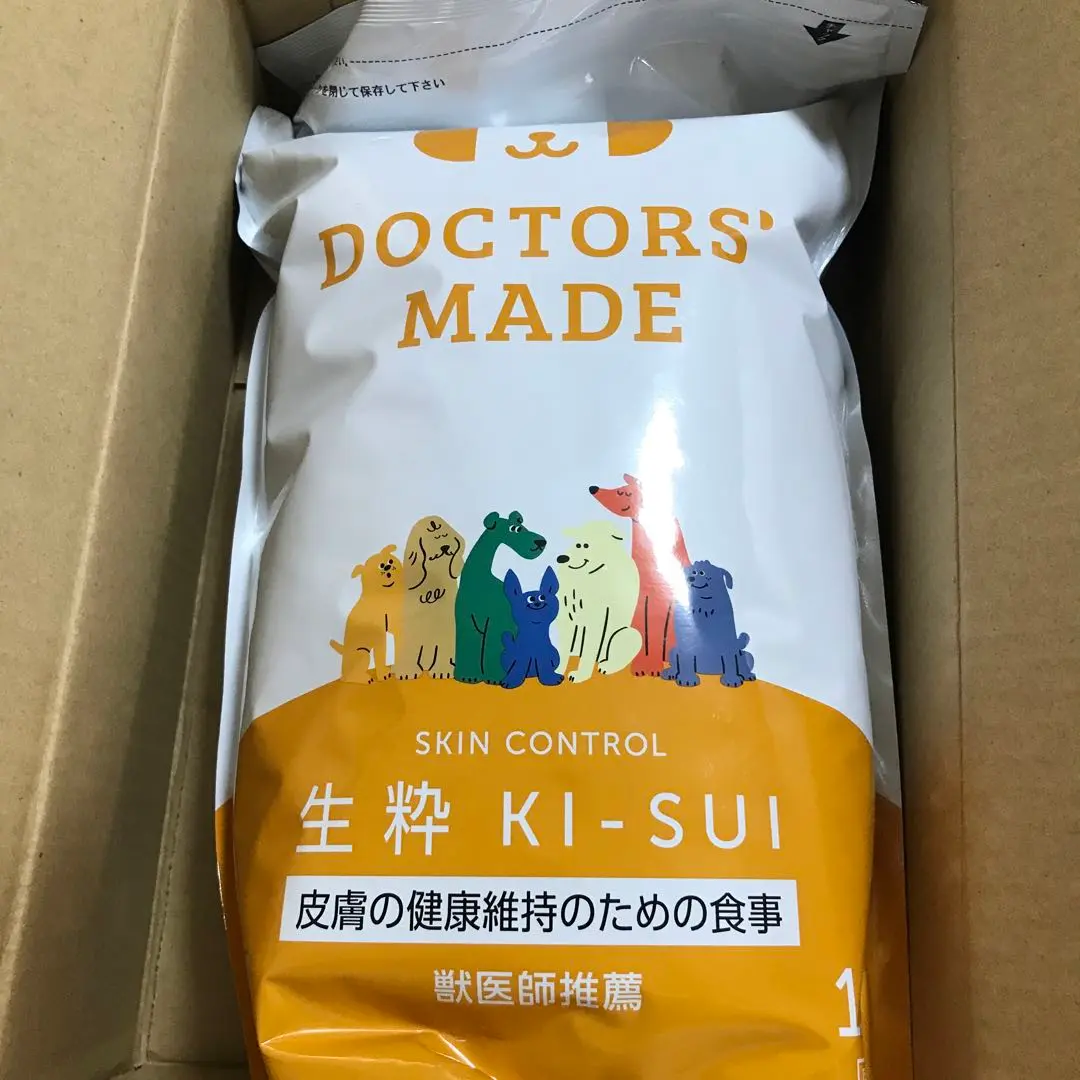 を閉じて保存して下さい
DOCTORS'
MADE
SKIN CONTROL
生粋 KI-SUI
皮膚の健康維持のための食事
獣医師推薦
1